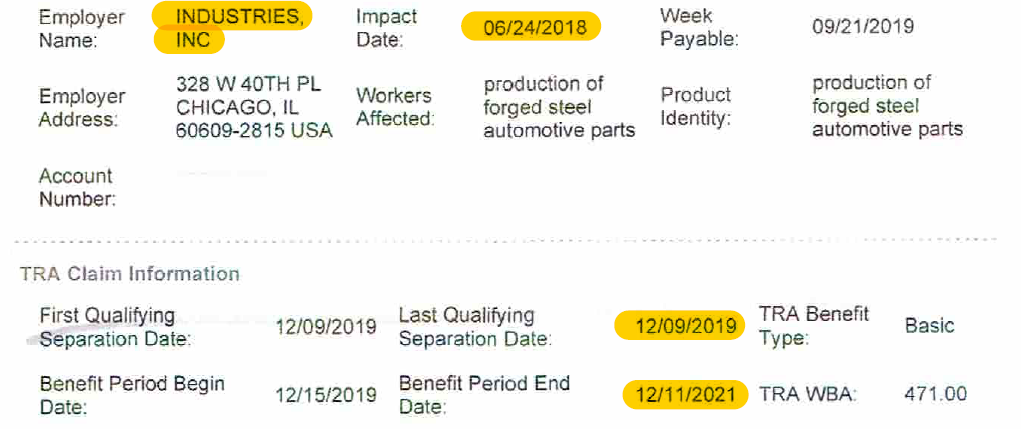 Employer Name: INDUSTRIES, INC Impact Date: 06/24/2018 Week Payable: 09/21/2019
Employer Address: 328 W 40TH PL CHICAGO, IL 60609-2815 USA Workers Affected: production of forged steel automotive parts Product Identity: production of forged steel automotive parts
Account Number:
TRA Claim Information
First Qualifying Separation Date: 12/09/2019 Last Qualifying Separation Date: 12/09/2019 TRA Benefit Type: Basic
Benefit Period Begin Date: 12/15/2019 Benefit Period End Date: 12/11/2021 TRA WBA: 471.00